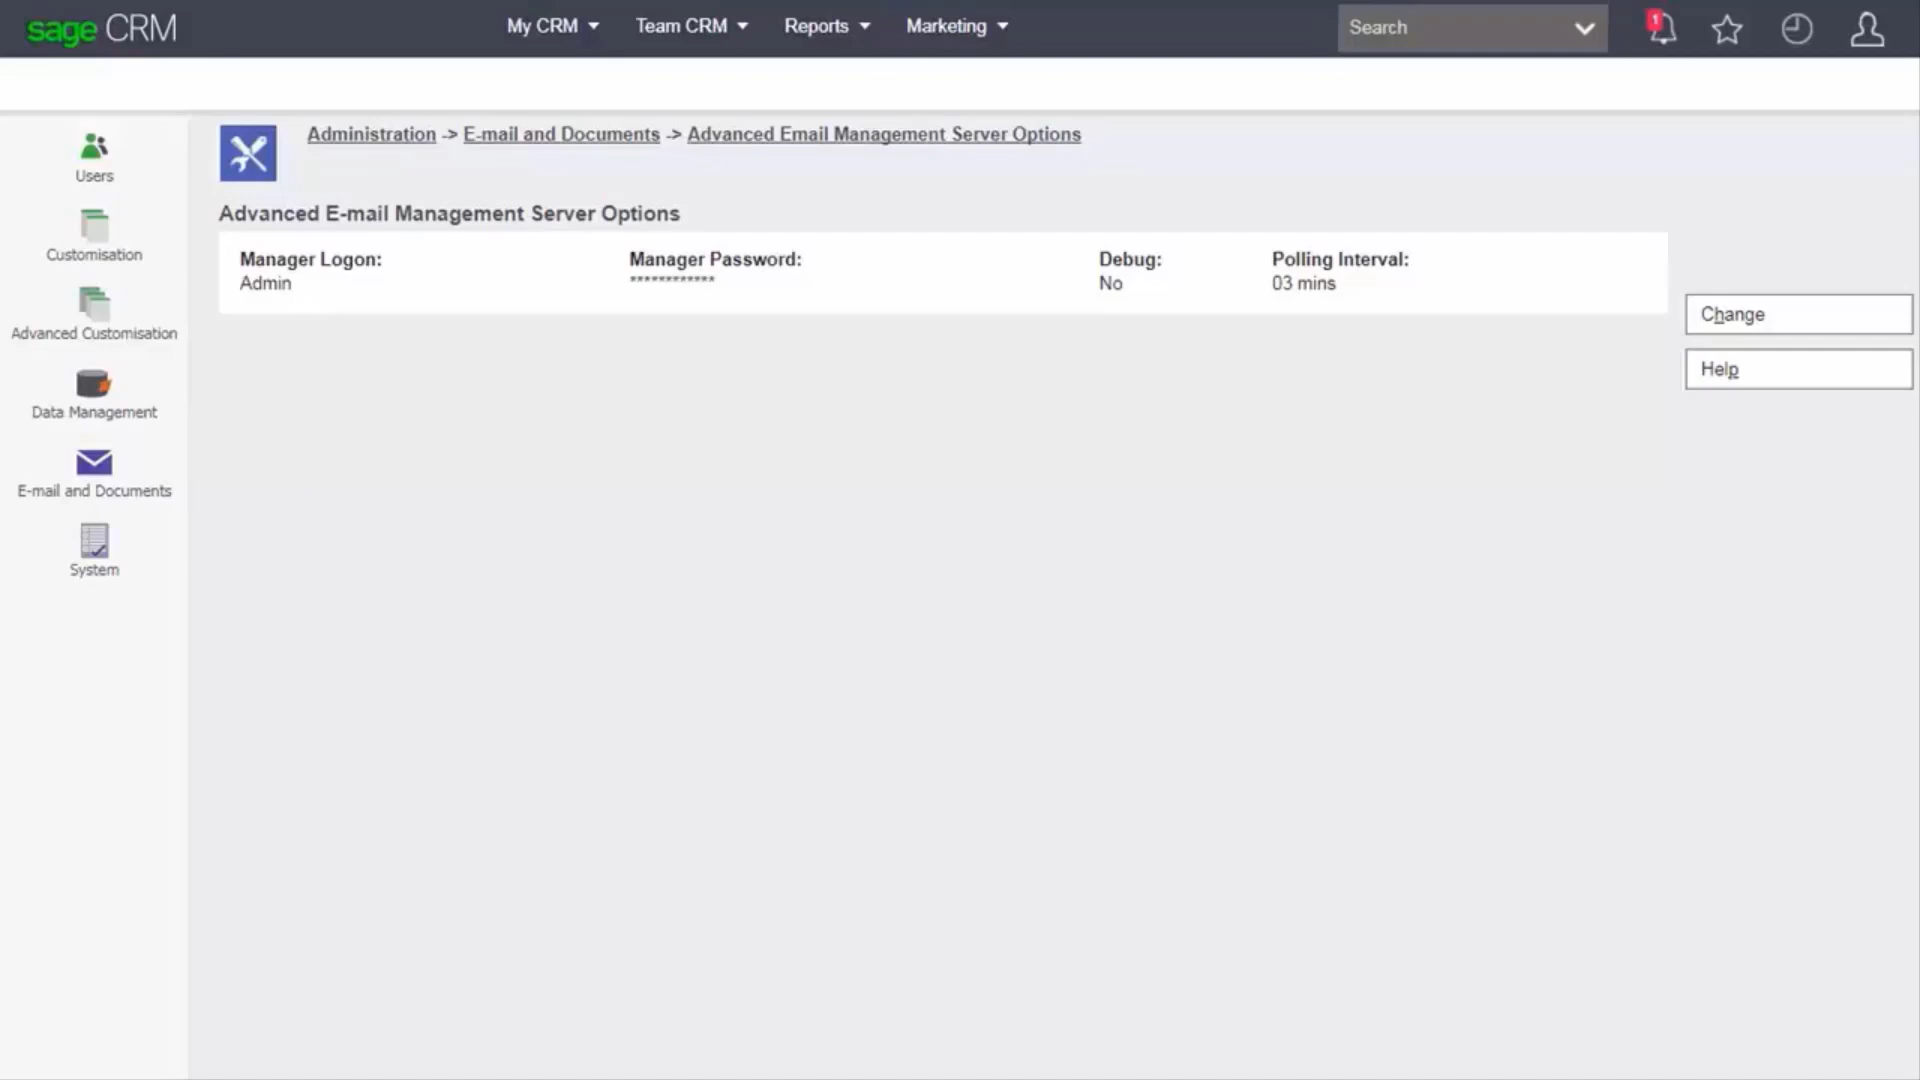 sage CRM
My CRM
Team CRM
Reports
Marketing
Search
1
Administration -> E-mail and Documents -> Advanced Email Management Server Options
Users
Customisation
Advanced Customisation
Data Management
E-mail and Documents
System
Advanced E-mail Management Server Options
Manager Logon:
Admin
Manager Password:
************
Debug:
No
Polling Interval:
03 mins
Change
Help